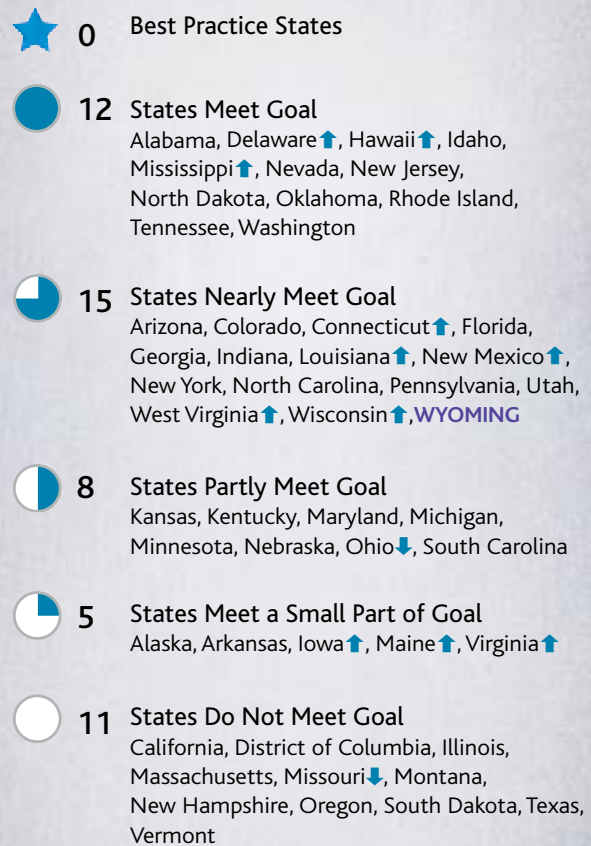 0 Best Practice States
12 States Meet Goal
Alabama, Delaware⬆, Hawaii⬆, Idaho,
Mississippi⬆, Nevada, New Jersey,
North Dakota, Oklahoma, Rhode Island,
Tennessee, Washington
15 States Nearly Meet Goal
Arizona, Colorado, Connecticut⬆, Florida,
Georgia, Indiana, Louisiana⬆, New Mexico⬆,
New York, North Carolina, Pennsylvania, Utah,
West Virginia⬆, Wisconsin⬆, WYOMING
8 States Partly Meet Goal
Kansas, Kentucky, Maryland, Michigan,
Minnesota, Nebraska, Ohio⬇, South Carolina
5 States Meet a Small Part of Goal
Alaska, Arkansas, Iowa⬆, Maine⬆, Virginia⬆
11 States Do Not Meet Goal
California, District of Columbia, Illinois,
Massachusetts, Missouri⬇, Montana,
New Hampshire, Oregon, South Dakota, Texas,
Vermont